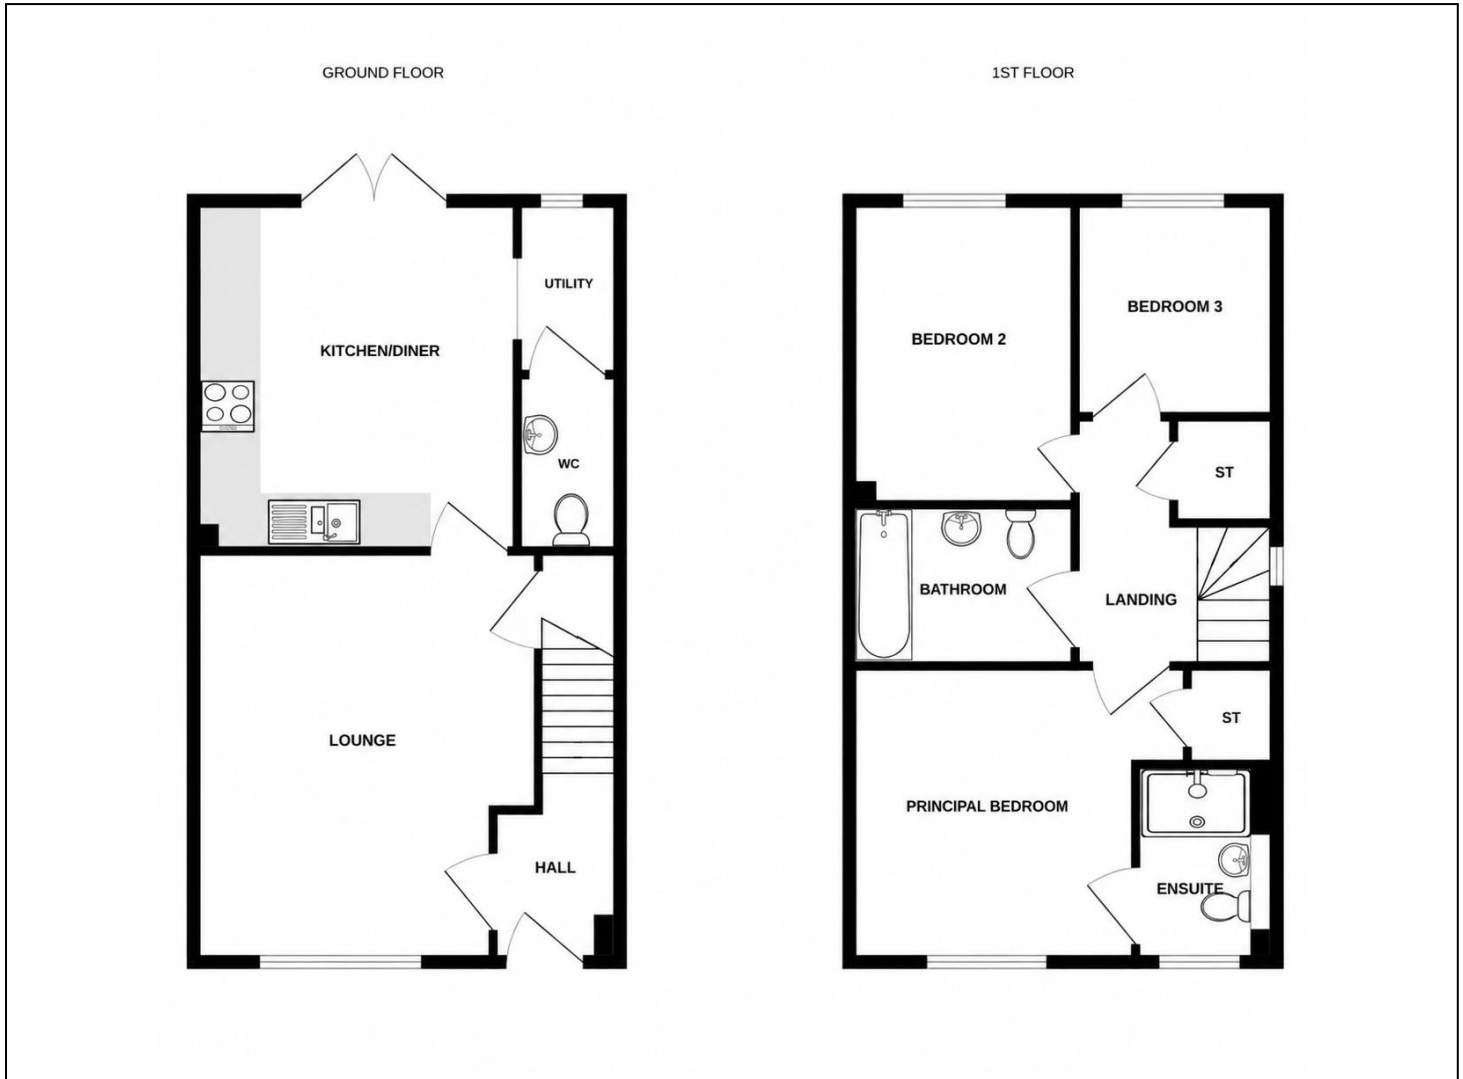 GROUND FLOOR
1ST FLOOR
KITCHEN/DINER
UTILITY
WC
LOUNGE
HALL
BEDROOM 2
BEDROOM 3
ST
BATHROOM
LANDING
ST
PRINCIPAL BEDROOM
ENSUITE